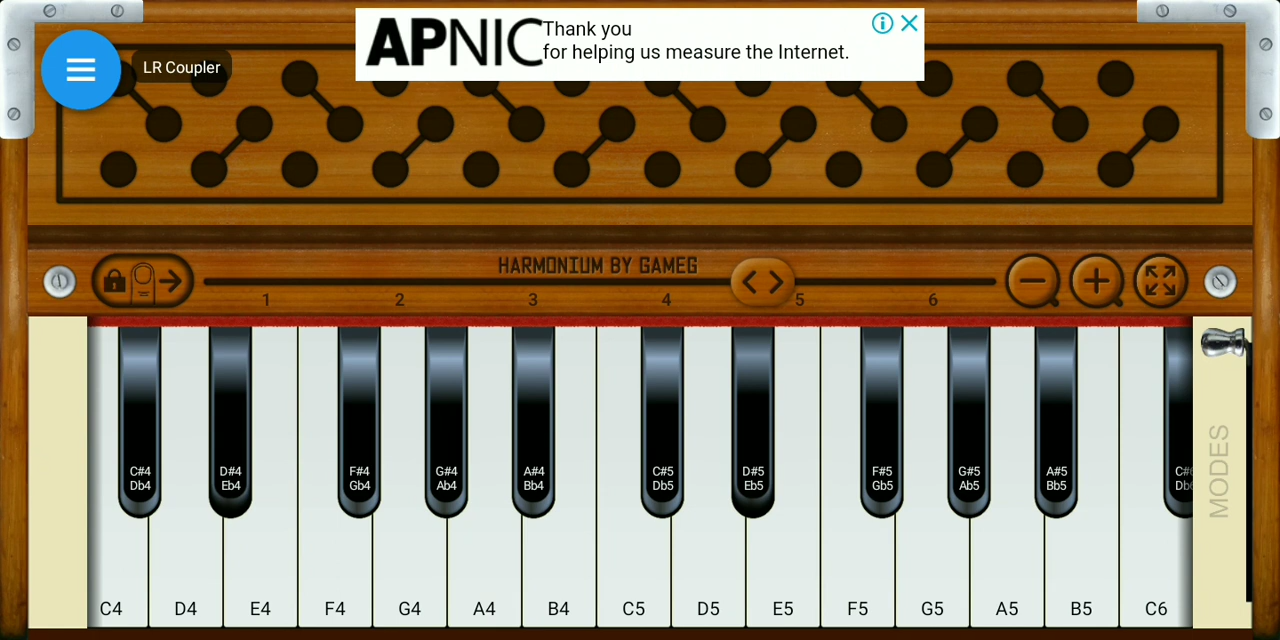 APNIC
Thank you
for helping us measure the Internet.
LR Coupler
HARMONIUM BY GAMEG
1 2 3 4 5 6
C#4 D#4 F#4 G#4 A#4 C#5 D#5 F#5 G#5 A#5 C#6
Db4 Eb4 Gb4 Ab4 Bb4 Db5 Eb5 Gb5 Ab5 Bb5 Db6
MODES
C4 D4 E4 F4 G4 A4 B4 C5 D5 E5 F5 G5 A5 B5 C6